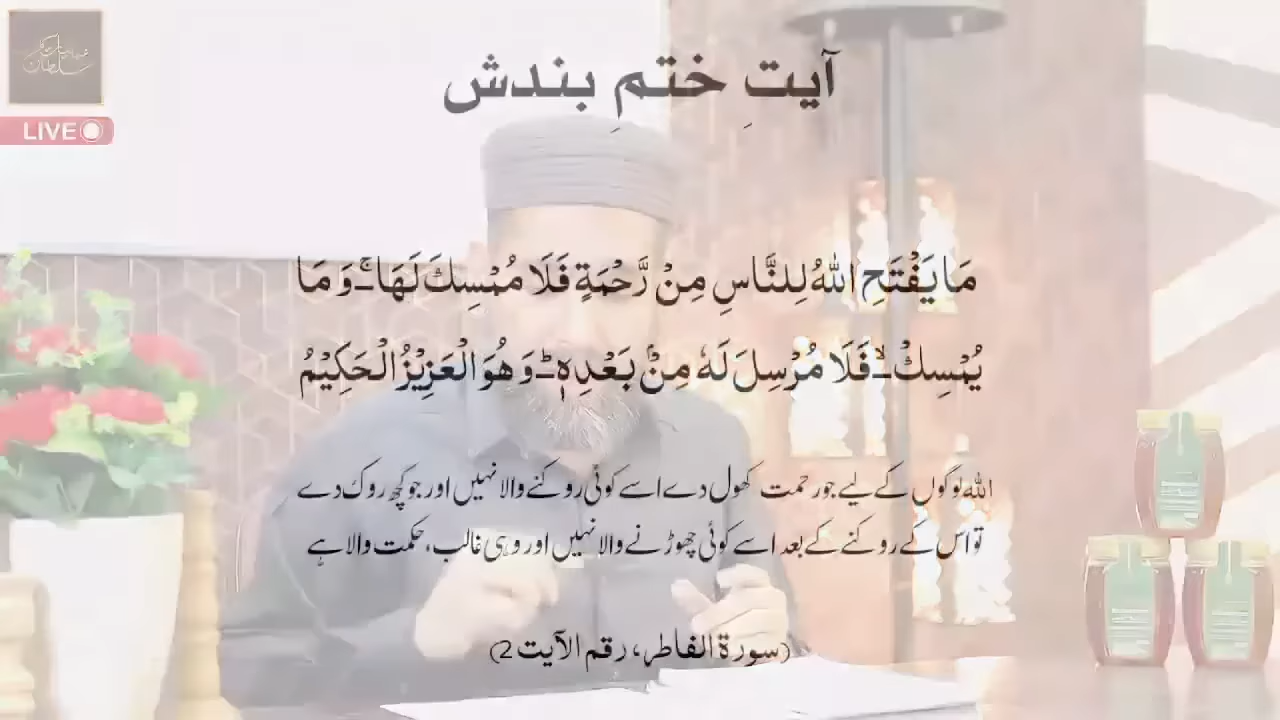 LIVE
آیتِ ختمِ بندش
مَا یَفْتَحِ اللّٰهُ لِلنَّاسِ مِنْ رَّحْمَةٍ فَلَا مُمْسِكَ لَهَاۚ-وَ مَا
یُمْسِكْۙ-فَلَا مُرْسِلَ لَهٗ مِنْۢ بَعْدِهٖؕ-وَ هُوَ الْعَزِیْزُ الْحَكِیْمُ
اللہ لوگوں کے لیے جو رحمت کھول دے اسے کوئی روکنے والا نہیں اور جو کچھ روک دے
تو اس کے روکنے کے بعد اسے کوئی چھوڑنے والا نہیں اور وہی غالب، حکمت والا ہے
(سورۃ الفاطر، رقم الآیت 2)